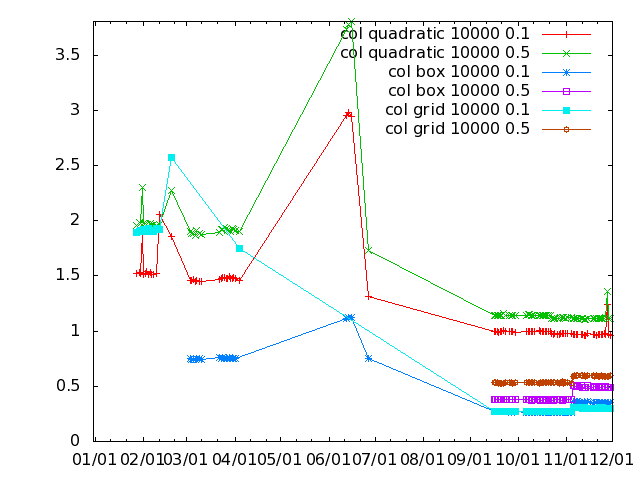 col quadratic 10000 0.1
col quadratic 10000 0.5
col box 10000 0.1
col box 10000 0.5
col grid 10000 0.1
col grid 10000 0.5
3.5
3
2.5
2
1.5
1
0.5
0
01/01 02/01 03/01 04/01 05/01 06/01 07/01 08/01 09/01 10/01 11/01 12/01